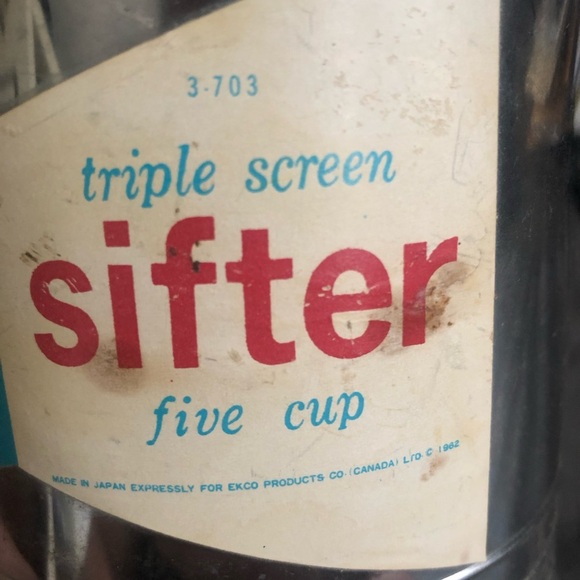 3-703
triple screen
sifter
five cup
MADE IN JAPAN EXPRESSLY FOR EKCO PRODUCTS CO. (CANADA) LTD. C 1962